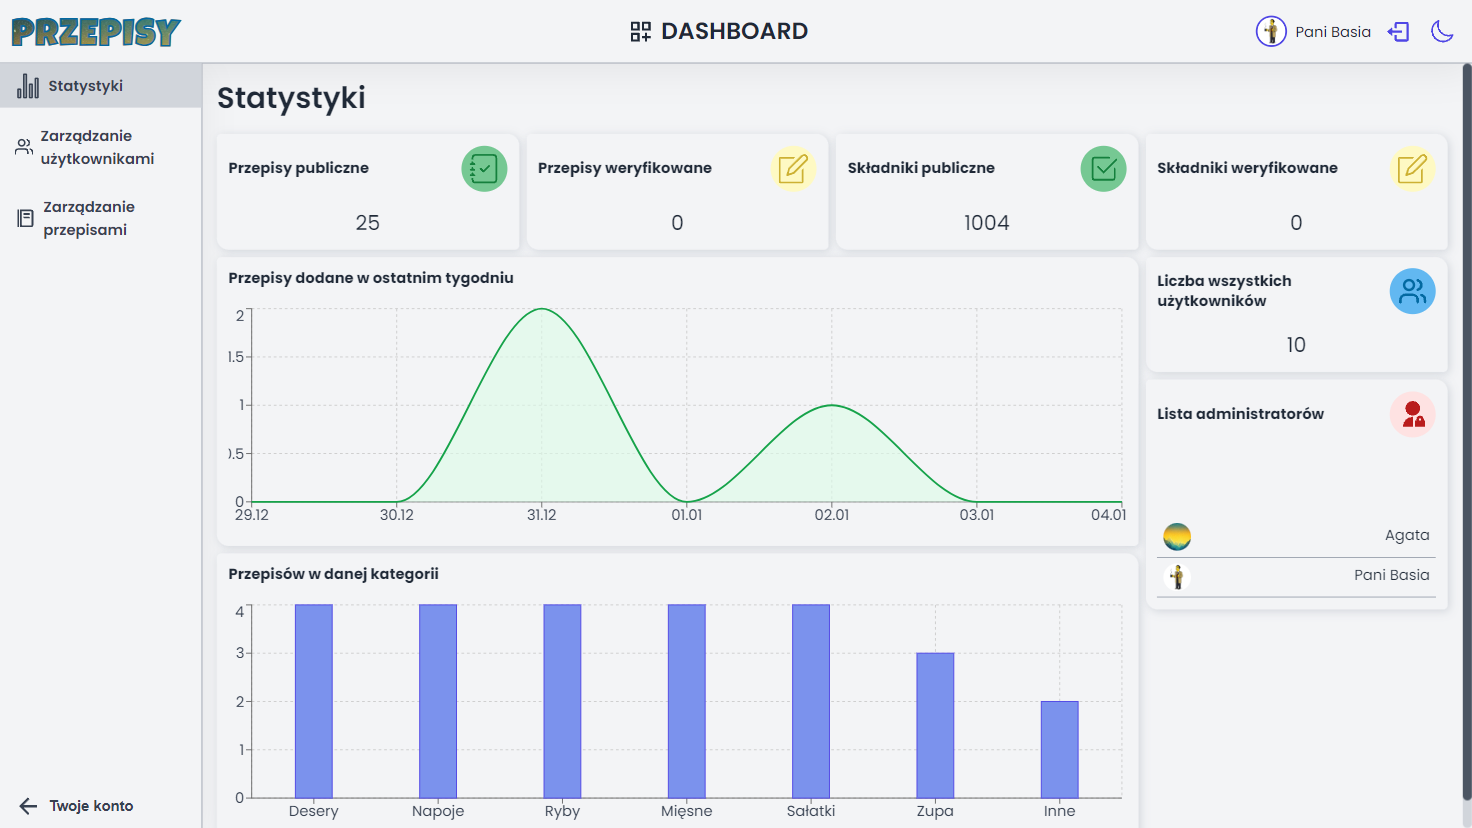 PRZEPISY
DASHBOARD
Pani Basia
Statystyki
Zarządzanie
użytkownikami
Zarządzanie
przepisami
Twoje konto
Statystyki
Przepisy publiczne
25
Przepisy weryfikowane
0
Składniki publiczne
1004
Składniki weryfikowane
0
Przepisy dodane w ostatnim tygodniu
2
1.5
1
0.5
0
29.12 30.12 31.12 01.01 02.01 03.01 04.01
Liczba wszystkich
użytkowników
10
Lista administratorów
Agata
Pani Basia
Przepisów w danej kategorii
4
3
2
1
0
Desery Napoje Ryby Mięsne Sałatki Zupa Inne